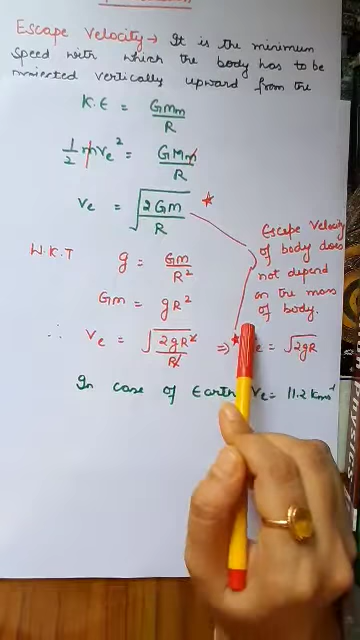 Escape Velocity → It is the minimum
speed with which the body has to be
projected vertically upward from the
K.E = GMm/R
1/2 mve² = GMm/R
ve = √(2GM/R) *
Escape Velocity
of body does
not depend
on the mass
of body.
W.K.T g = GM/R²
GM = gR²
∴ Ve = √(2gR²/R) ⇒ * e = √2gR
In case of Earth Ve = 11.2 Kms⁻¹